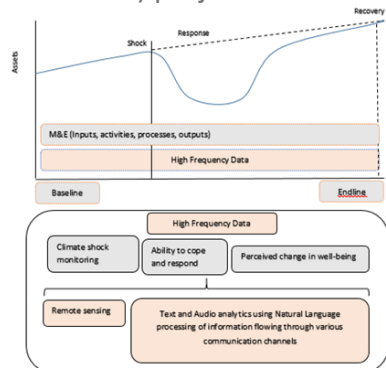 Recovery
Response
Shock
Assets
M&E (Inputs, activities, processes, outputs)
High Frequency Data
Baseline
Endline
High Frequency Data
Climate shock
monitoring
Ability to cope
and respond
Perceived change in well-being
Remote sensing
Text and Audio analytics using Natural Language
processing of information flowing through various
communication channels